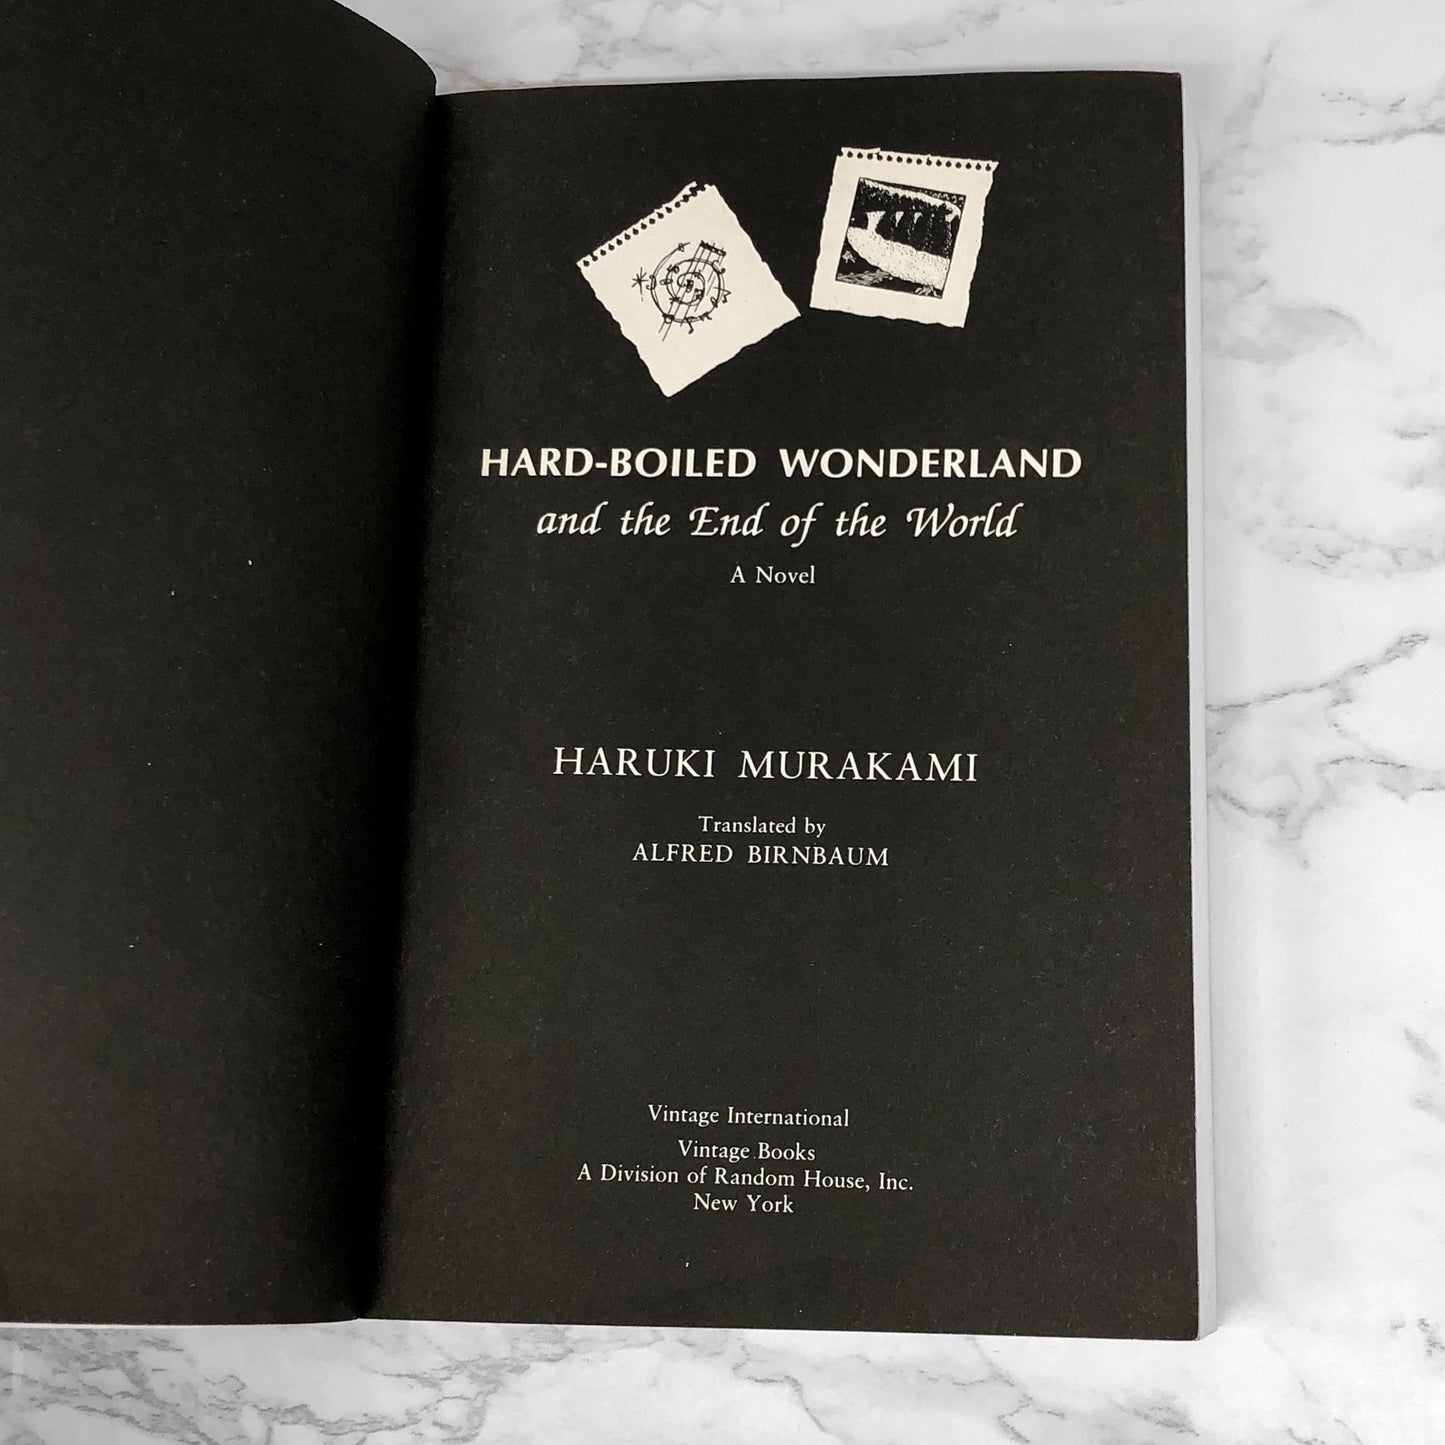 HARD-BOILED WONDERLAND
and the End of the World
A Novel
HARUKI MURAKAMI
Translated by
ALFRED BIRNBAUM
Vintage International
Vintage Books
A Division of Random House, Inc.
New York